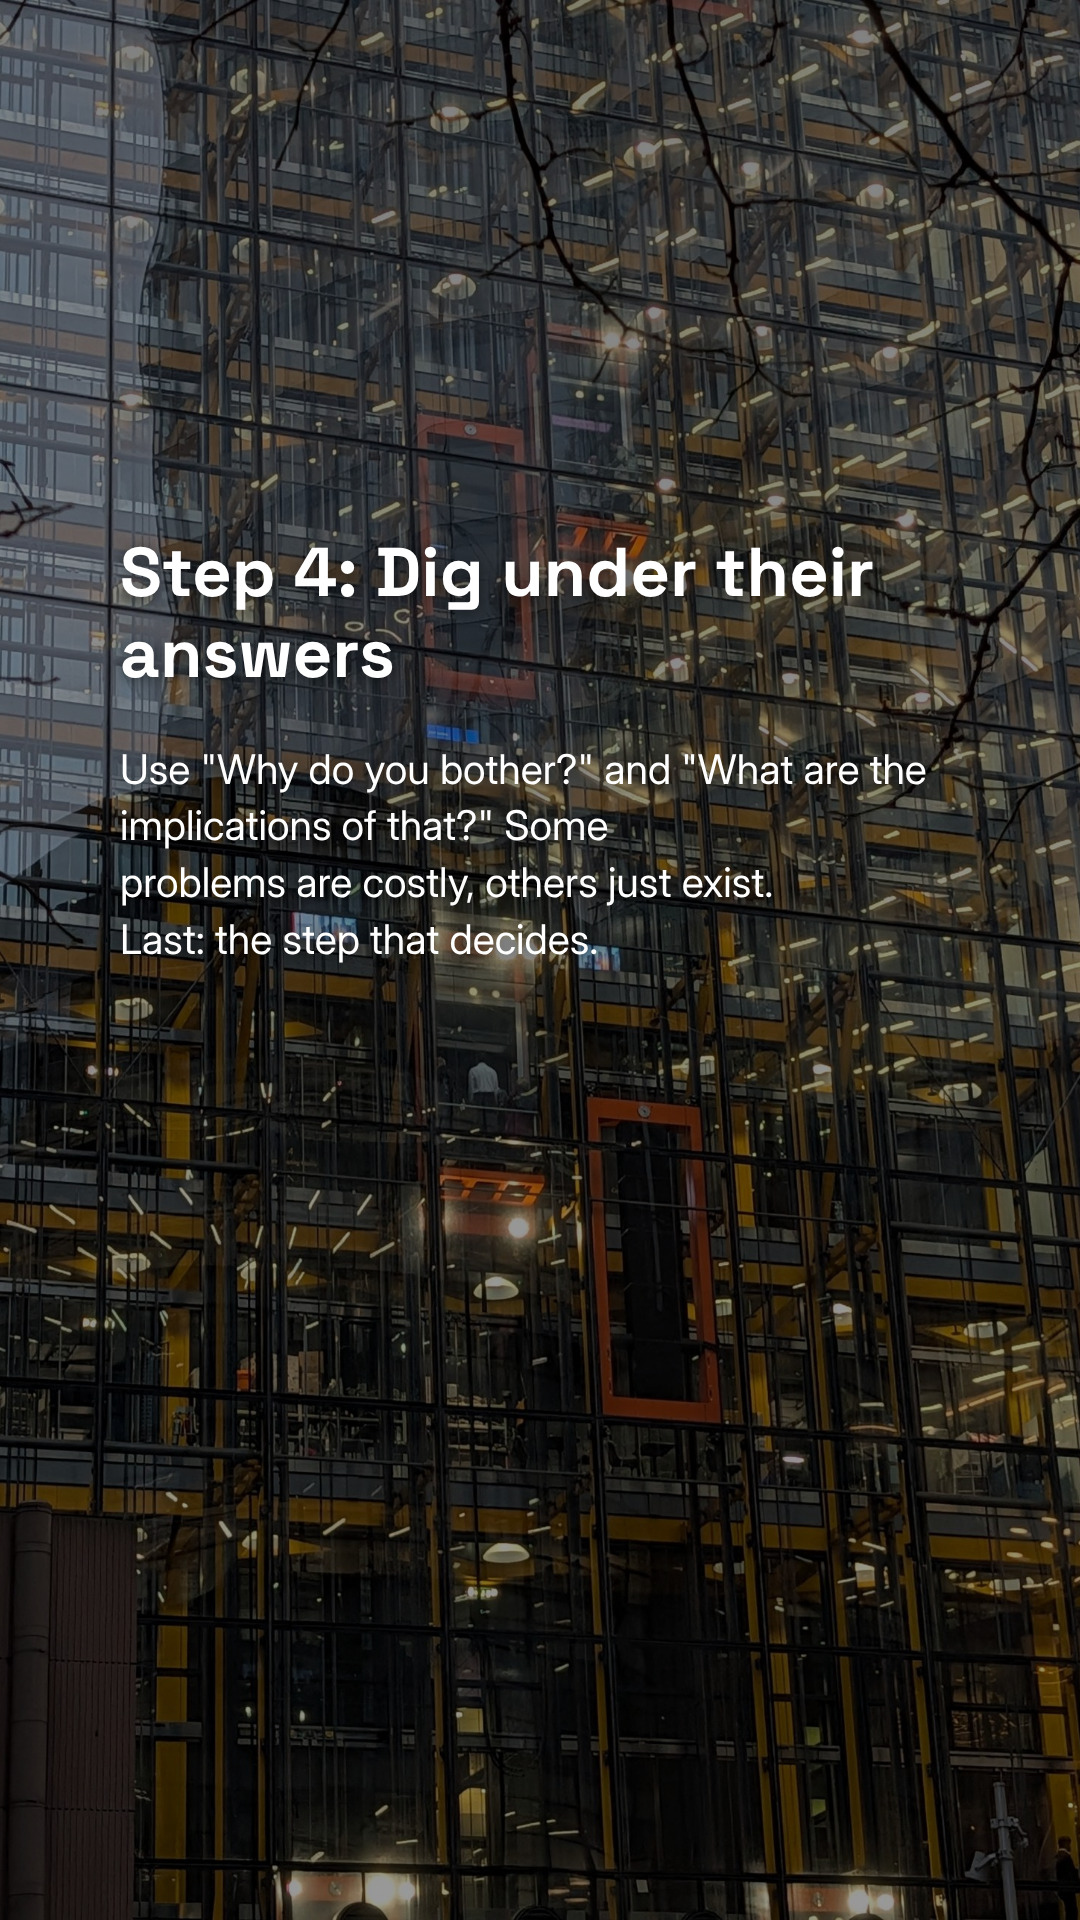 Step 4: Dig under their
answers
Use "Why do you bother?" and "What are the
implications of that?" Some
problems are costly, others just exist.
Last: the step that decides.